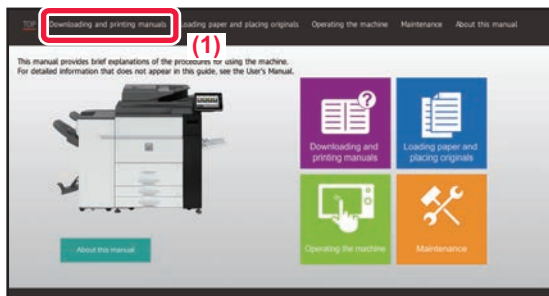 TOP Downloading and printing manuals Loading paper and placing originals Operating the machine Maintenance About this manual
(1)
This manual provides brief explanations of the procedures for using the machine.
For detailed information that does not appear in this guide, see the User's Manual.
Downloading and
printing manuals
Loading paper and
placing originals
About this manual
Operating the machine
Maintenance